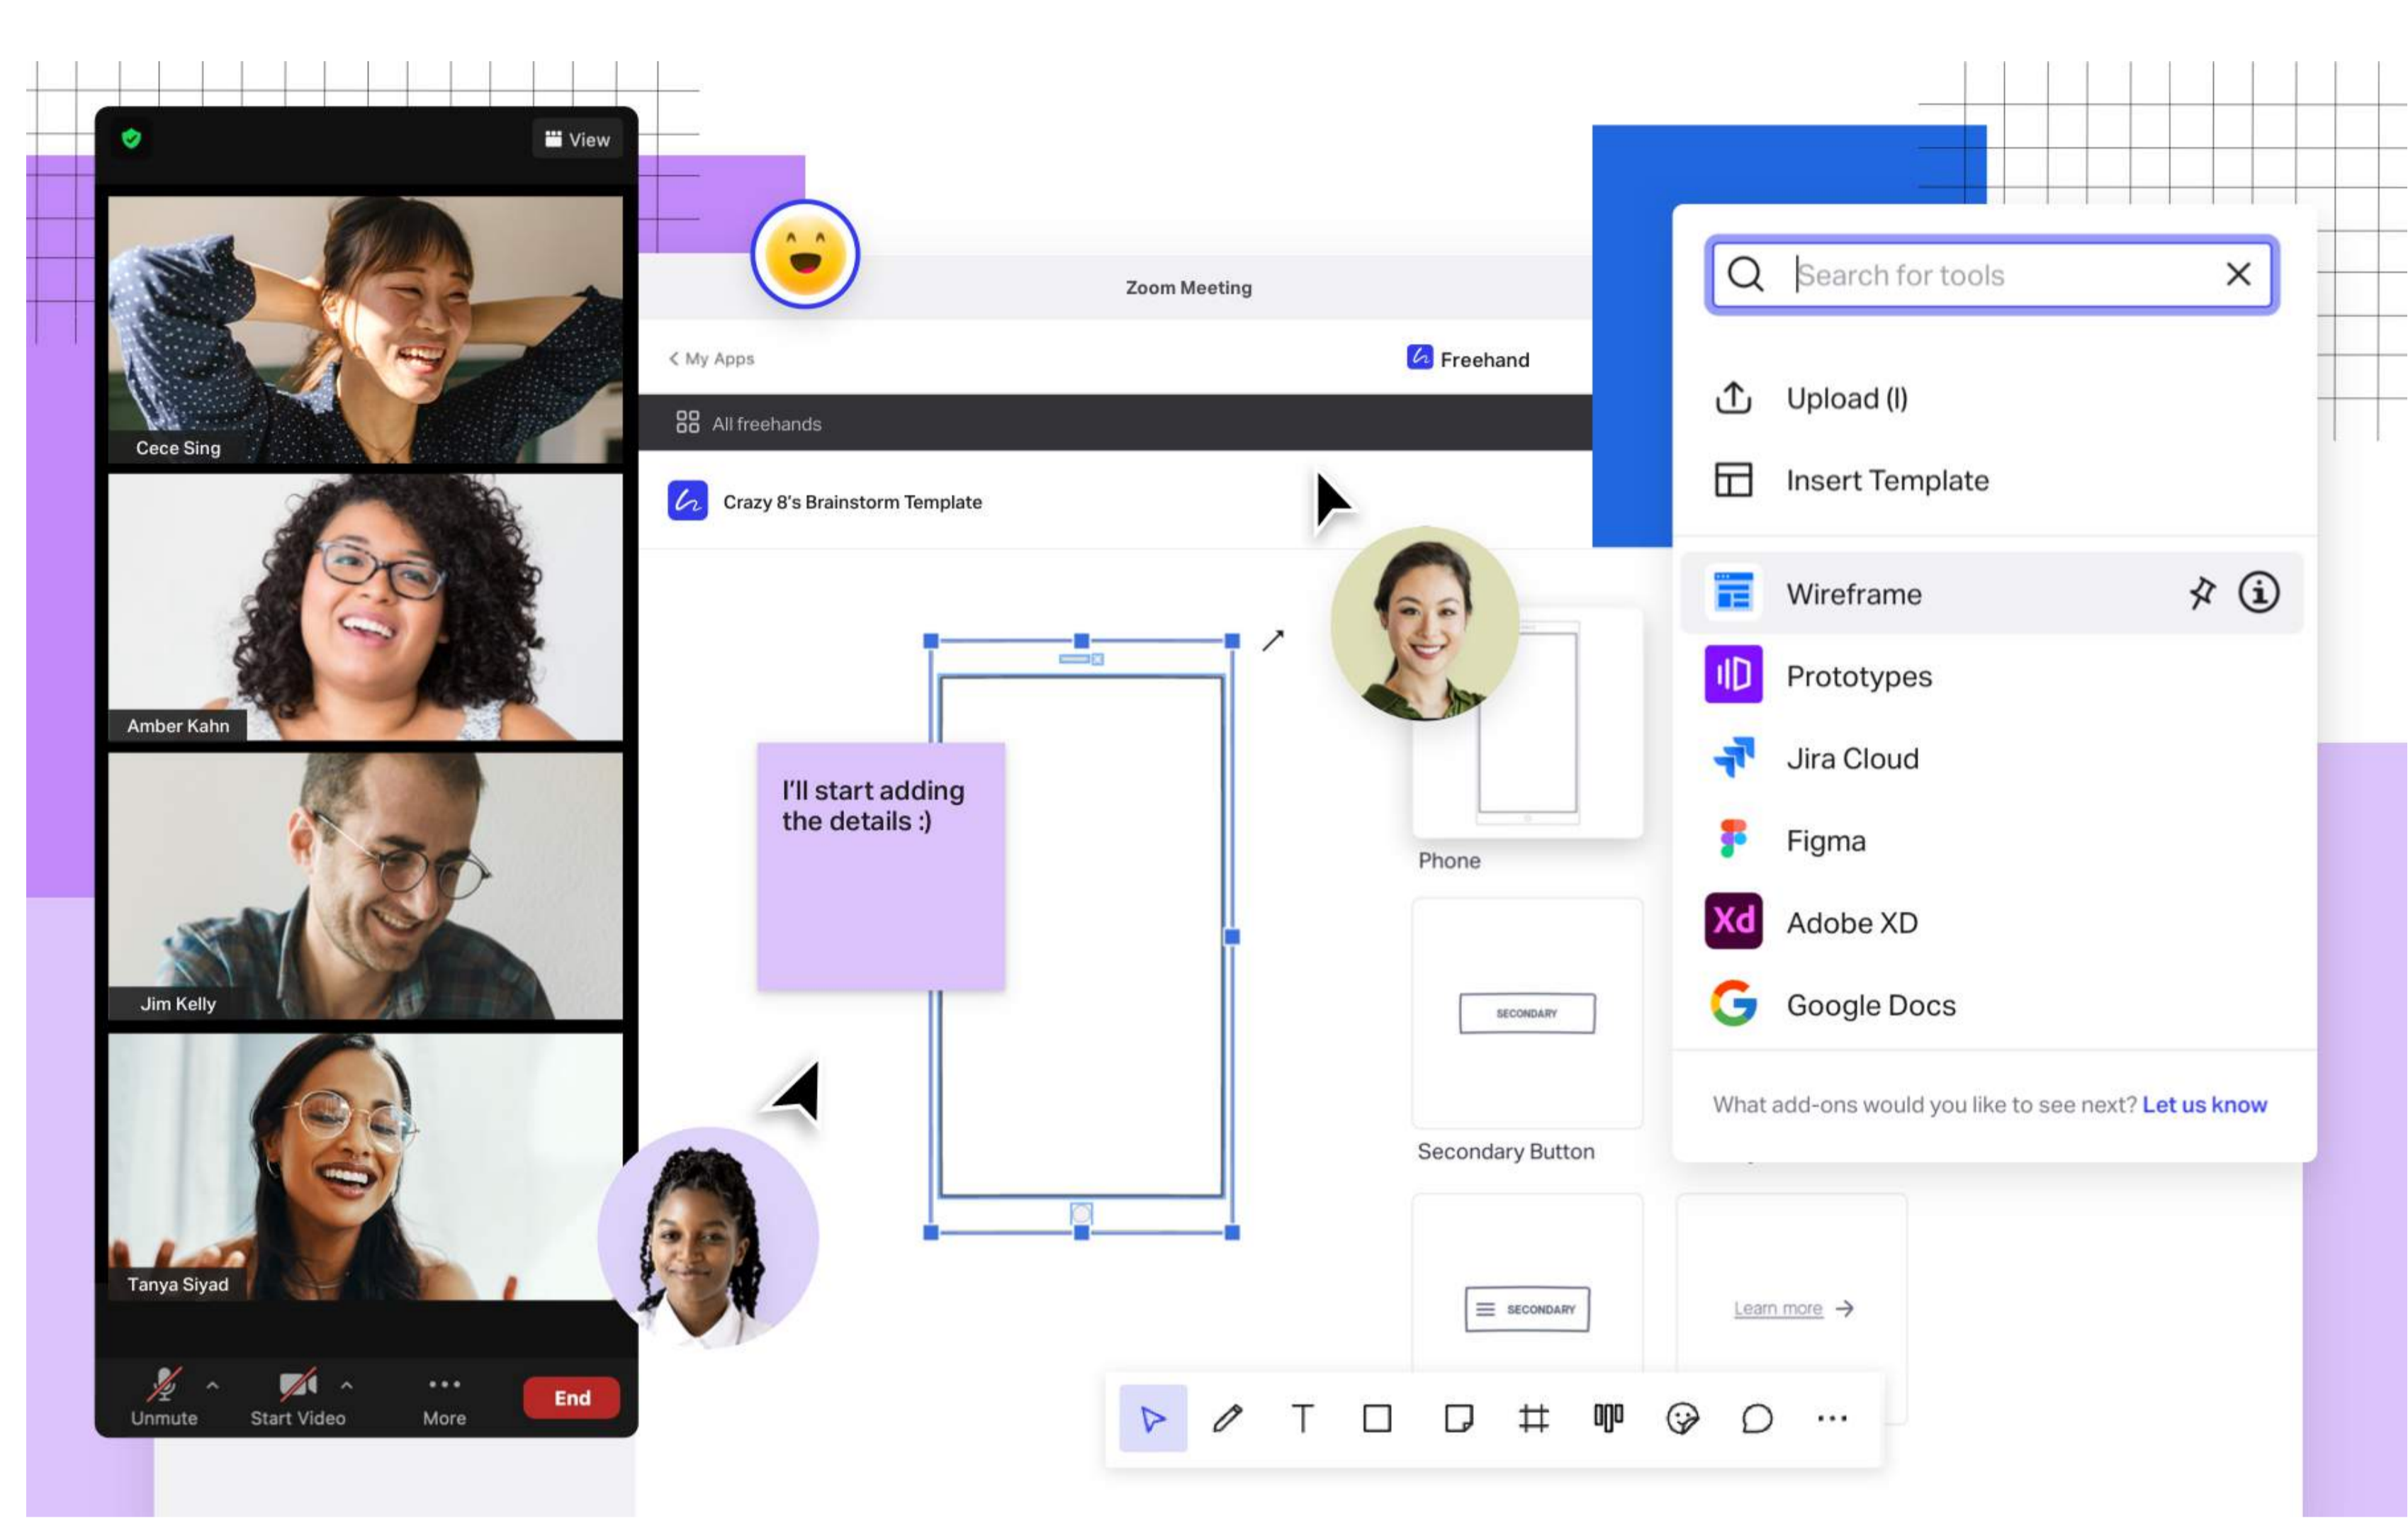 View
Cece Sing
Amber Kahn
Jim Kelly
Tanya Siyad
Unmute
Start Video
More
End
Zoom Meeting
< My Apps
Freehand
All freehands
Crazy 8's Brainstorm Template
I'll start adding
the details :)
Phone
SECONDARY
Secondary Button
SECONDARY
Learn more →
Search for tools
Upload (I)
Insert Template
Wireframe
Prototypes
Jira Cloud
Figma
Xd
Adobe XD
Google Docs
What add-ons would you like to see next? Let us know